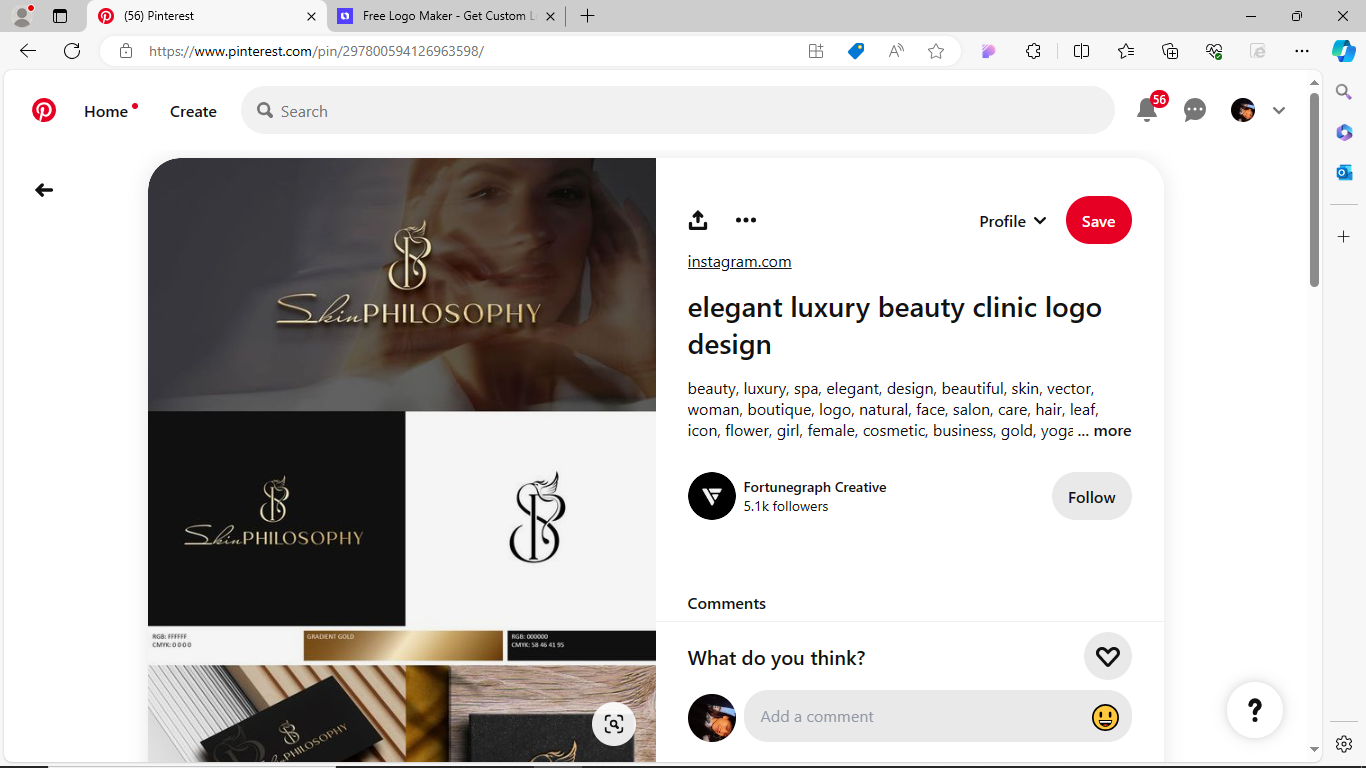 (56) Pinterest
Free Logo Maker - Get Custom L
https://www.pinterest.com/pin/297800594126963598/
Home
Create
Search
56
SkinPHILOSOPHY
SkinPHILOSOPHY
RGB: FFFFFF
CMYK: 0 0 0 0
GRADIENT GOLD
RGB: 000000
CMYK: 58 46 41 95
SkinPHILOSOPHY
Profile
Save
instagram.com
elegant luxury beauty clinic logo
design
beauty, luxury, spa, elegant, design, beautiful, skin, vector,
woman, boutique, logo, natural, face, salon, care, hair, leaf,
icon, flower, girl, female, cosmetic, business, gold, yoga ... more
Fortunegraph Creative
5.1k followers
Follow
Comments
What do you think?
Add a comment
?